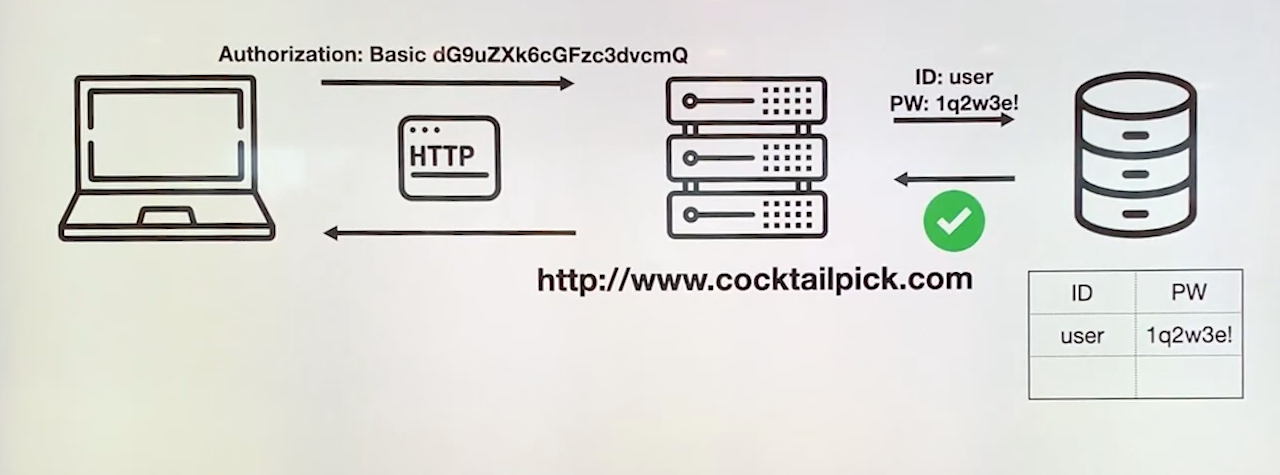 Authorization: Basic dG9uZXk6cGFzc3dvcmQ
HTTP
ID: user
PW: 1q2w3e!
http://www.cocktailpick.com
ID PW
user 1q2w3e!